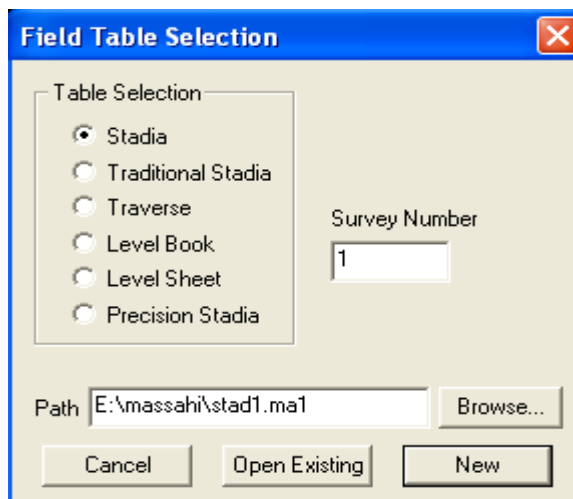 Field Table Selection
Table Selection
Stadia
Traditional Stadia
Traverse
Level Book
Level Sheet
Precision Stadia
Survey Number
1
Path E:\massahi\stad1.ma1 Browse...
Cancel Open Existing New